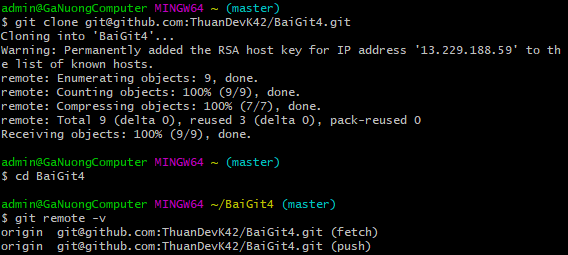 admin@GaNuongComputer MINGW64 ~ (master)
$ git clone git@github.com:ThuanDevK42/BaiGit4.git
Cloning into 'BaiGit4'...
Warning: Permanently added the RSA host key for IP address '13.229.188.59' to th
e list of known hosts.
remote: Enumerating objects: 9, done.
remote: Counting objects: 100% (9/9), done.
remote: Compressing objects: 100% (7/7), done.
remote: Total 9 (delta 0), reused 3 (delta 0), pack-reused 0
Receiving objects: 100% (9/9), done.
admin@GaNuongComputer MINGW64 ~ (master)
$ cd BaiGit4
admin@GaNuongComputer MINGW64 ~/BaiGit4 (master)
$ git remote -v
origin  git@github.com:ThuanDevK42/BaiGit4.git (fetch)
origin  git@github.com:ThuanDevK42/BaiGit4.git (push)